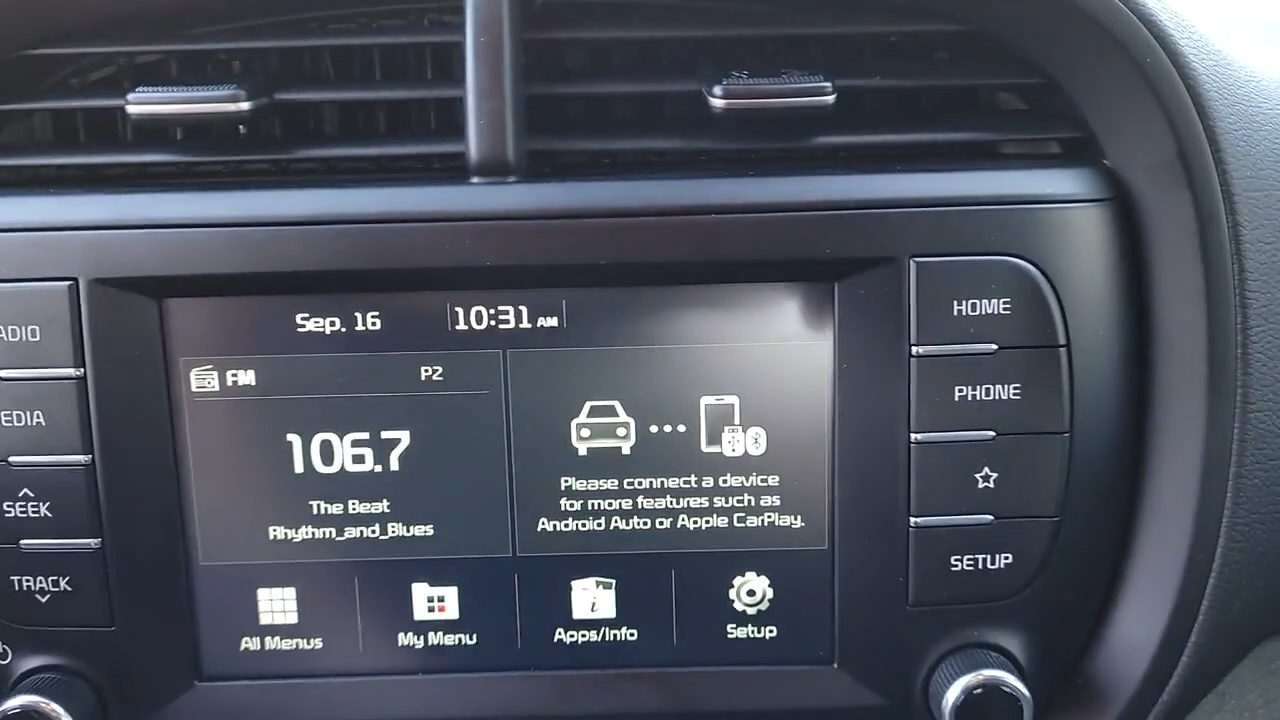 Sep. 16
10:31 AM
FM
P2
106.7
The Beat
Rhythm_and_Blues
Please connect a device
for more features such as
Android Auto or Apple CarPlay.
All Menus
My Menu
Apps/Info
Setup
ADIO
EDIA
SEEK
TRACK
HOME
PHONE
SETUP